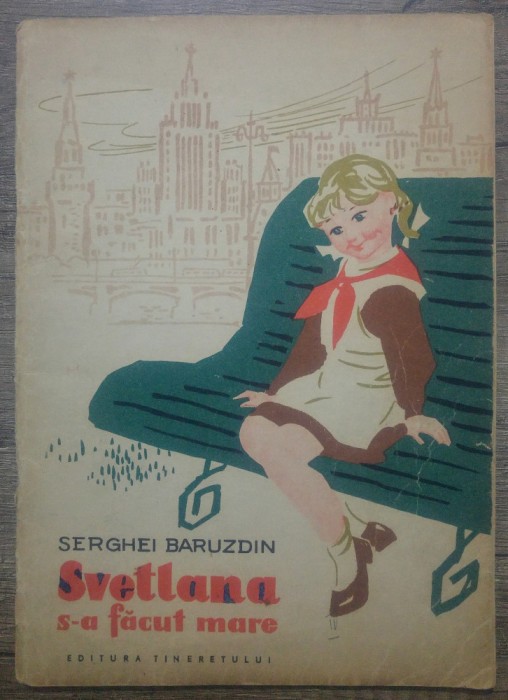 SERGHEI BARUZDIN
Svetlana
s-a făcut mare
EDITURA TINERETULUI